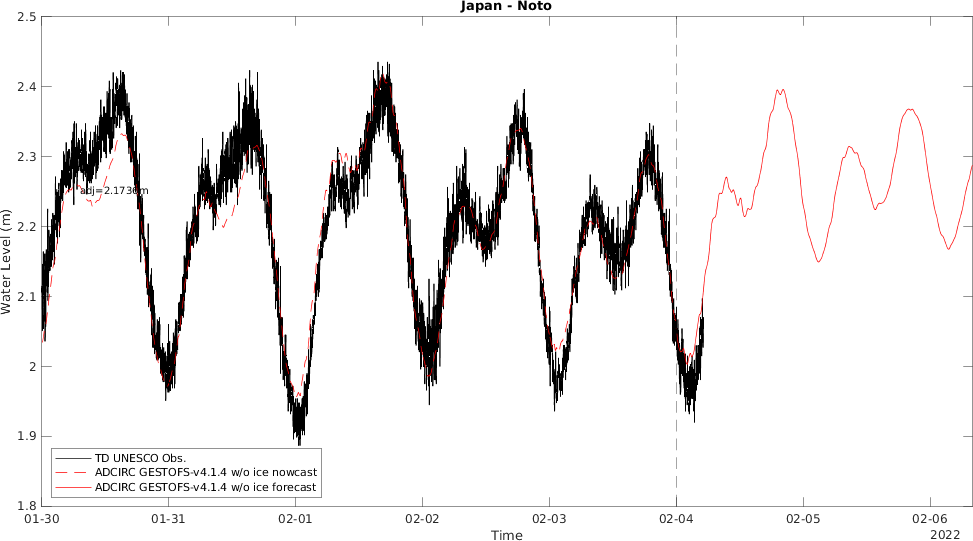 Japan - Noto
2.5
2.4
2.3
2.2
2.1
2
1.9
1.8
Water Level (m)
adj=2.1736m
TD UNESCO Obs.
ADCIRC GESTOFS-v4.1.4 w/o ice nowcast
ADCIRC GESTOFS-v4.1.4 w/o ice forecast
01-30 01-31 02-01 02-02 02-03 02-04 02-05 02-06
Time
2022